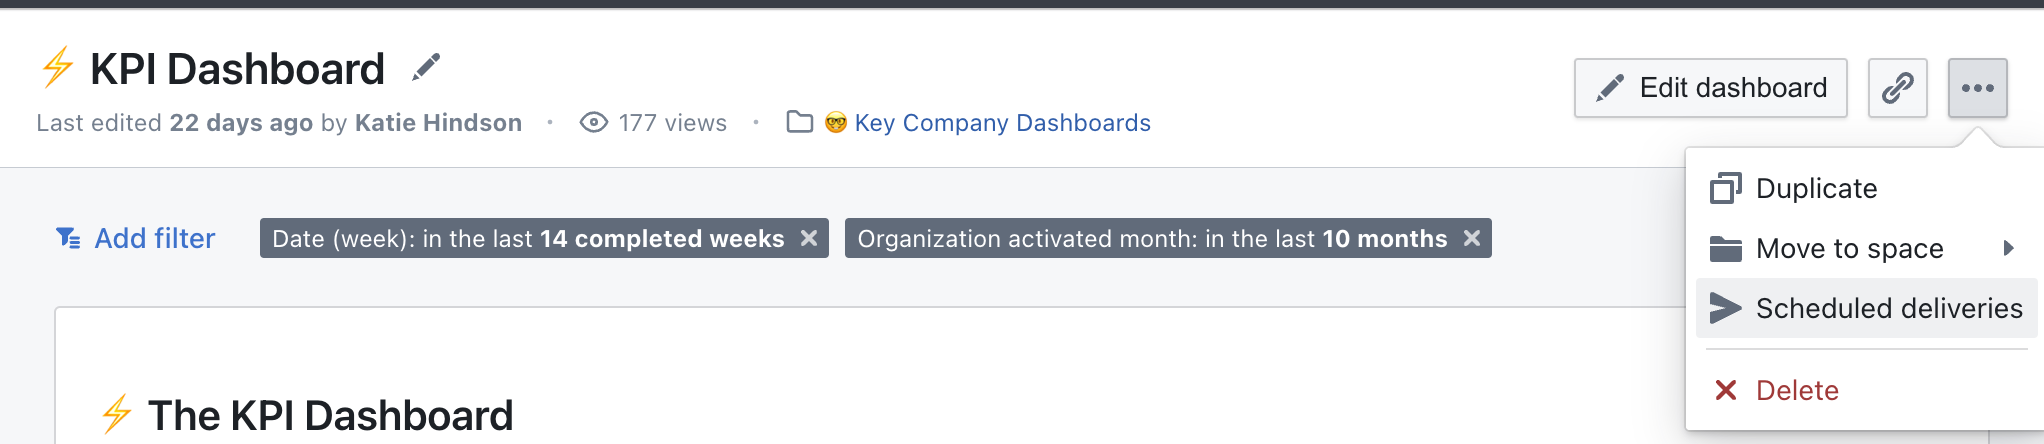 ⚡ KPI Dashboard
Edit dashboard
Last edited 22 days ago by Katie Hindson · 177 views · 🤓 Key Company Dashboards
Duplicate
Move to space
Scheduled deliveries
Delete
Add filter
Date (week): in the last 14 completed weeks
Organization activated month: in the last 10 months
⚡ The KPI Dashboard